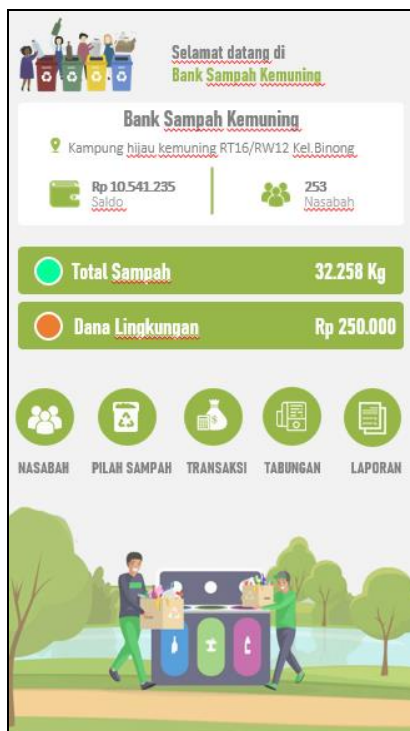 Selamat datang di
Bank Sampah Kemuning
Bank Sampah Kemuning
Kampung hijau kemuning RT16/RW12 Kel.Binong
Rp 10.541.235
Saldo
253
Nasabah
Total Sampah 32.258 Kg
Dana Lingkungan Rp 250.000
NASABAH PILAH SAMPAH TRANSAKSI TABUNGAN LAPORAN